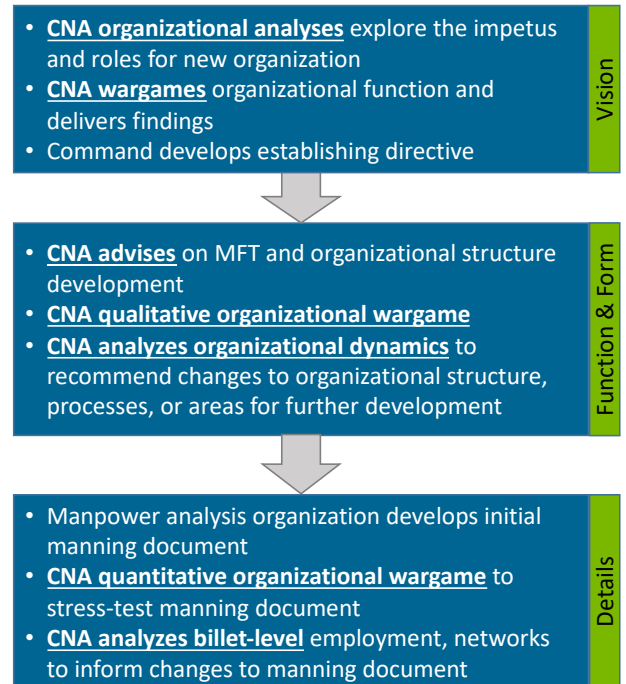 • CNA organizational analyses explore the impetus
and roles for new organization
• CNA wargames organizational function and
delivers findings
• Command develops establishing directive
Vision
• CNA advises on MFT and organizational structure
development
• CNA qualitative organizational wargame
• CNA analyzes organizational dynamics to
recommend changes to organizational structure,
processes, or areas for further development
Function & Form
• Manpower analysis organization develops initial
manning document
• CNA quantitative organizational wargame to
stress-test manning document
• CNA analyzes billet-level employment, networks
to inform changes to manning document
Details